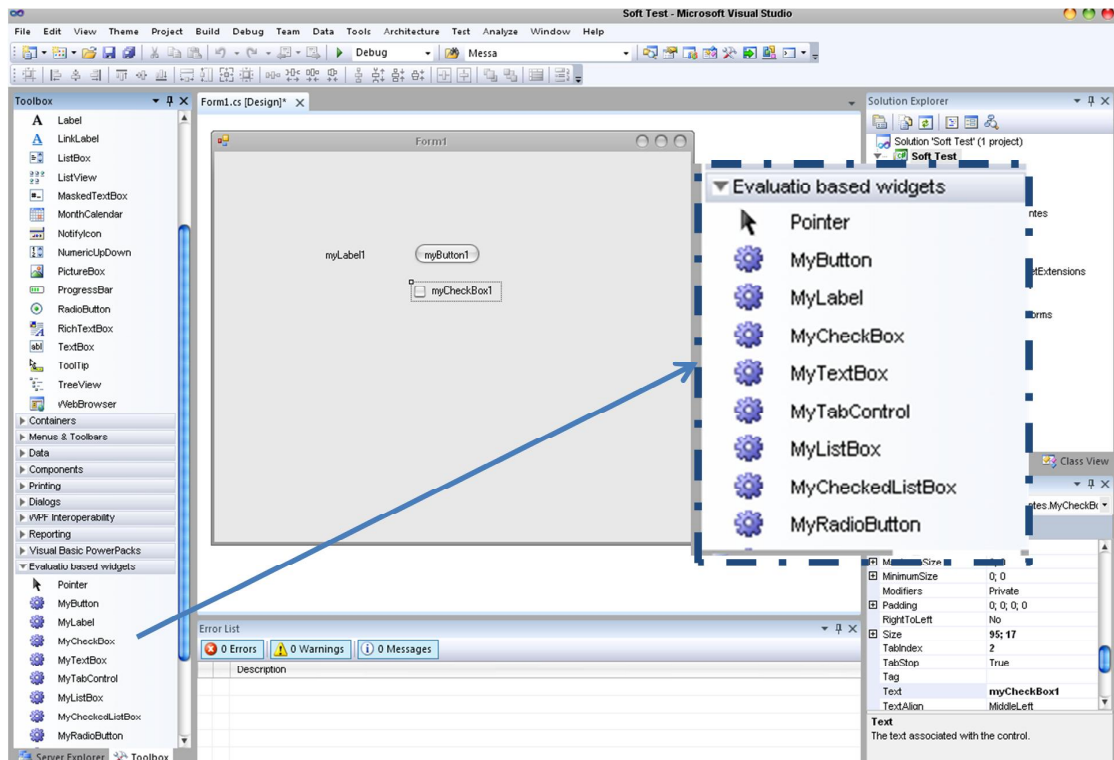 Soft Test - Microsoft Visual Studio
File Edit View Theme Project Build Debug Team Data Tools Architecture Test Analyze Window Help
Debug Messa
Toolbox
Label
LinkLabel
ListBox
ListView
MaskedTextBox
MonthCalendar
NotifyIcon
NumericUpDown
PictureBox
ProgressBar
RadioButton
RichTextBox
TextBox
ToolTip
TreeView
WebBrowser
Containers
Menus & Toolbars
Data
Components
Printing
Dialogs
WPF Interoperability
Reporting
Visual Basic PowerPacks
Evaluatio based widgets
Pointer
MyButton
MyLabel
MyCheckBox
MyTextBox
MyTabControl
MyListBox
MyCheckedListBox
MyRadioButton
Server Explorer Toolbox
Form1.cs [Design]*
Form1
myLabel1 myButton1
myCheckBox1
Evaluatio based widgets
Pointer
MyButton
MyLabel
MyCheckBox
MyTextBox
MyTabControl
MyListBox
MyCheckedListBox
MyRadioButton
Error List
0 Errors 0 Warnings 0 Messages
Description
Solution Explorer
Solution 'Soft Test' (1 project)
Soft Test
ntes
etExtensions
orms
Class View
ates.MyCheckBo
MaximumSize 0; 0
MinimumSize 0; 0
Modifiers Private
Padding 0; 0; 0; 0
RightToLeft No
Size 95; 17
TabIndex 2
TabStop True
Tag
Text myCheckBox1
TextAlign MiddleLeft
Text
The text associated with the control.